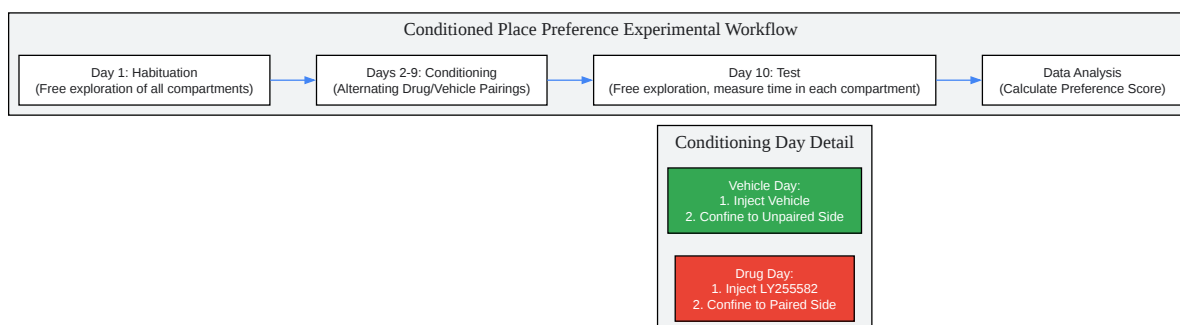 Conditioned Place Preference Experimental Workflow
Day 1: Habituation
(Free exploration of all compartments)
Days 2-9: Conditioning
(Alternating Drug/Vehicle Pairings)
Day 10: Test
(Free exploration, measure time in each compartment)
Data Analysis
(Calculate Preference Score)
Conditioning Day Detail
Vehicle Day:
1. Inject Vehicle
2. Confine to Unpaired Side
Drug Day:
1. Inject LY255582
2. Confine to Paired Side